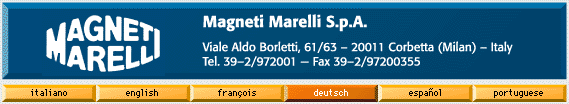 MAGNETI
MARELLI
Magneti Marelli S.p.A.
Viale Aldo Borletti, 61/63 – 20011 Corbetta (Milan) – Italy
Tel. 39–2/972001 – Fax 39–2/97200355
italiano english français deutsch español portuguese